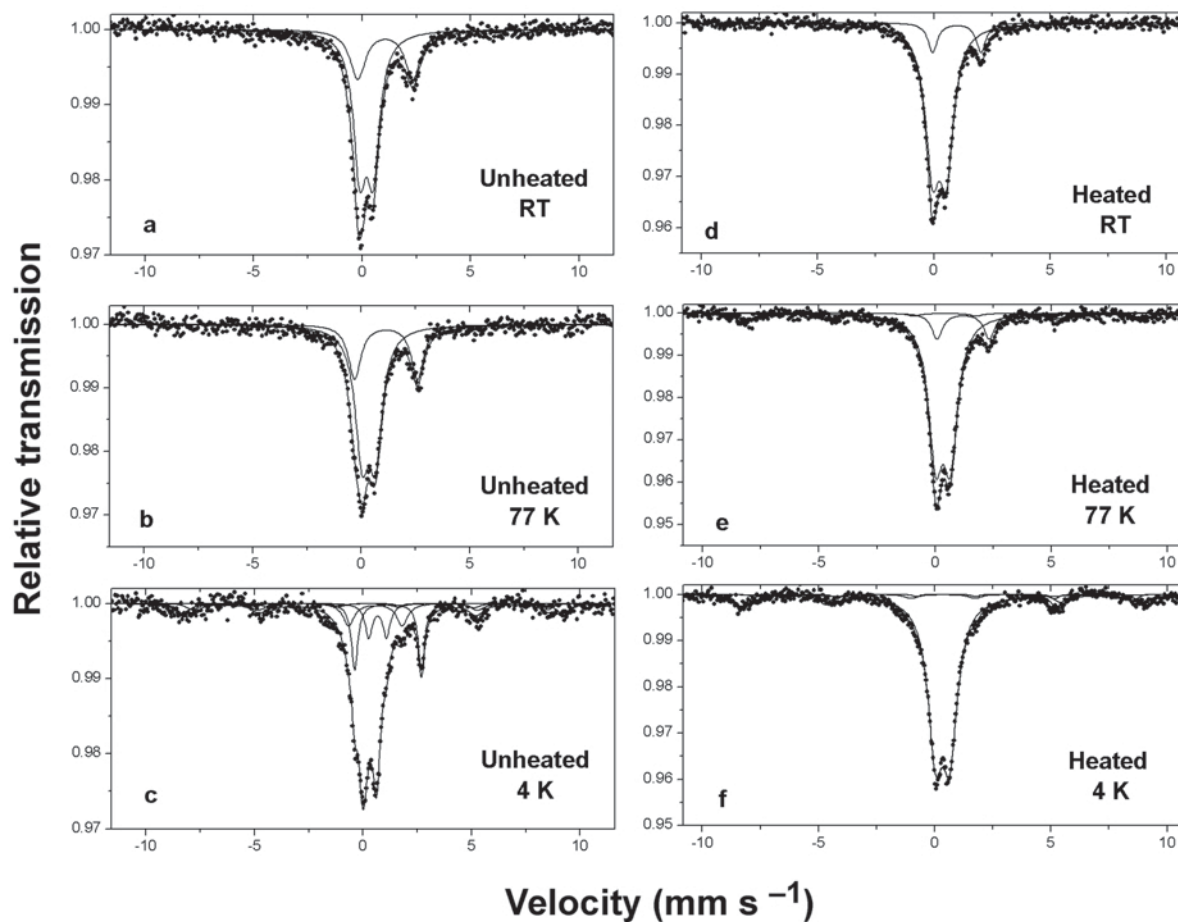 Relative transmission
1.00
0.99
0.98
0.97
a
Unheated
RT
-10
-5
0
5
10
1.00
0.99
0.98
0.97
b
Unheated
77 K
-10
-5
0
5
10
1.00
0.99
0.98
0.97
c
Unheated
4 K
-10
-5
0
5
10
1.00
0.99
0.98
0.97
0.96
d
Heated
RT
-10
-5
0
5
10
1.00
0.99
0.98
0.97
0.96
0.95
e
Heated
77 K
-10
-5
0
5
10
1.00
0.99
0.98
0.97
0.96
0.95
f
Heated
4 K
-10
-5
0
5
10
Velocity (mm s –1)